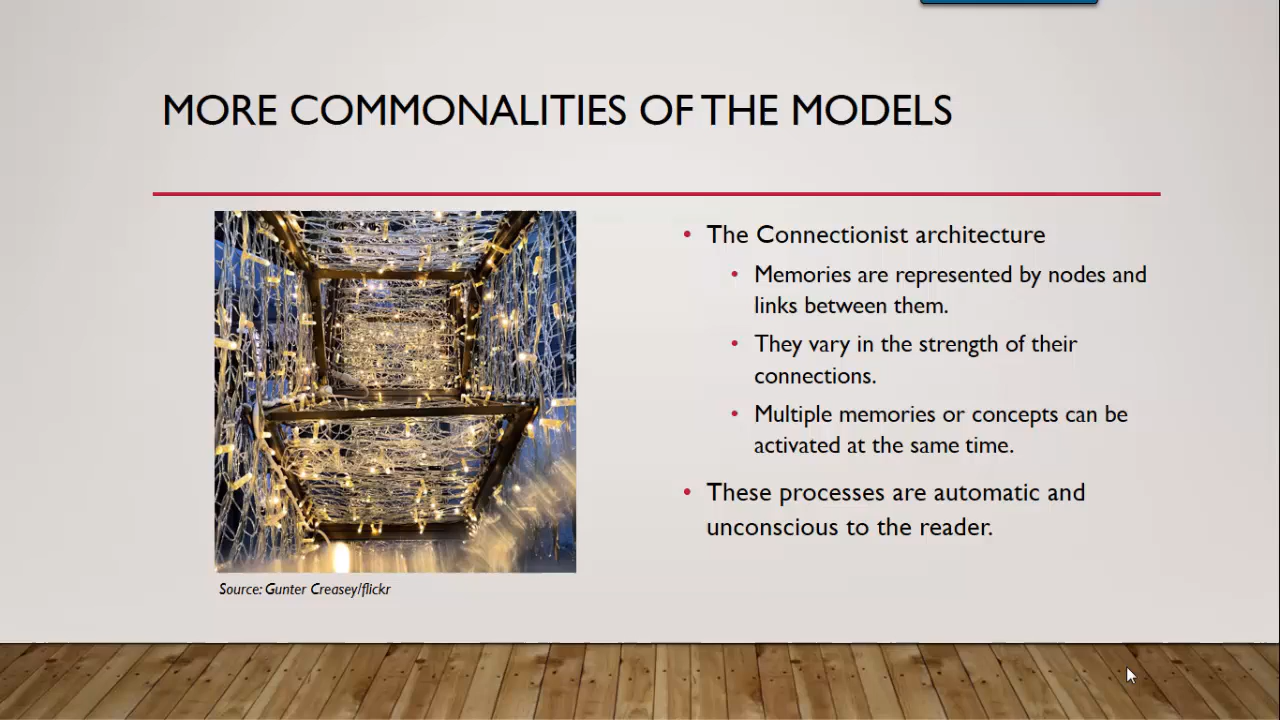 MORE COMMONALITIES OF THE MODELS
• The Connectionist architecture
• Memories are represented by nodes and
links between them.
• They vary in the strength of their
connections.
• Multiple memories or concepts can be
activated at the same time.
• These processes are automatic and
unconscious to the reader.
Source: Gunter Creasey/flickr